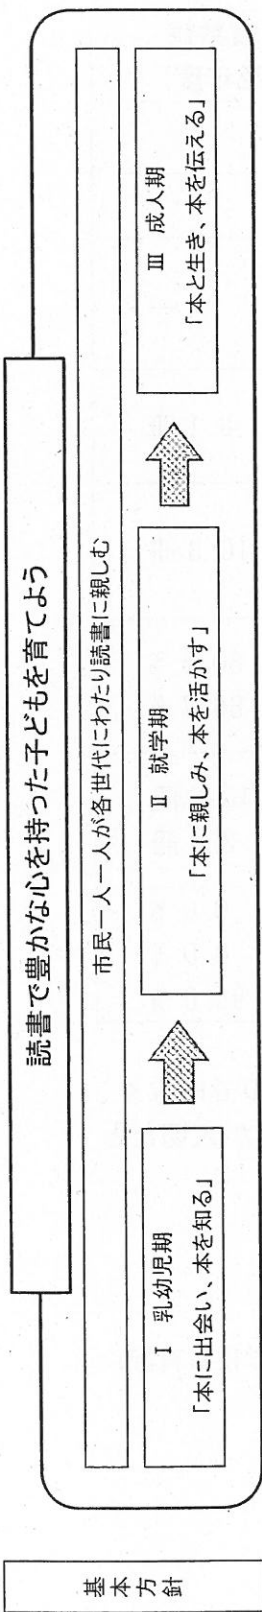 基本方針
読書で豊かな心を持った子どもを育てよう
市民一人一人が各世代にわたり読書に親しむ
Ⅰ 乳幼児期
「本に出会い、本を知る」
Ⅱ 就学期
「本に親しみ、本を活かす」
Ⅲ 成人期
「本と生き、本を伝える」